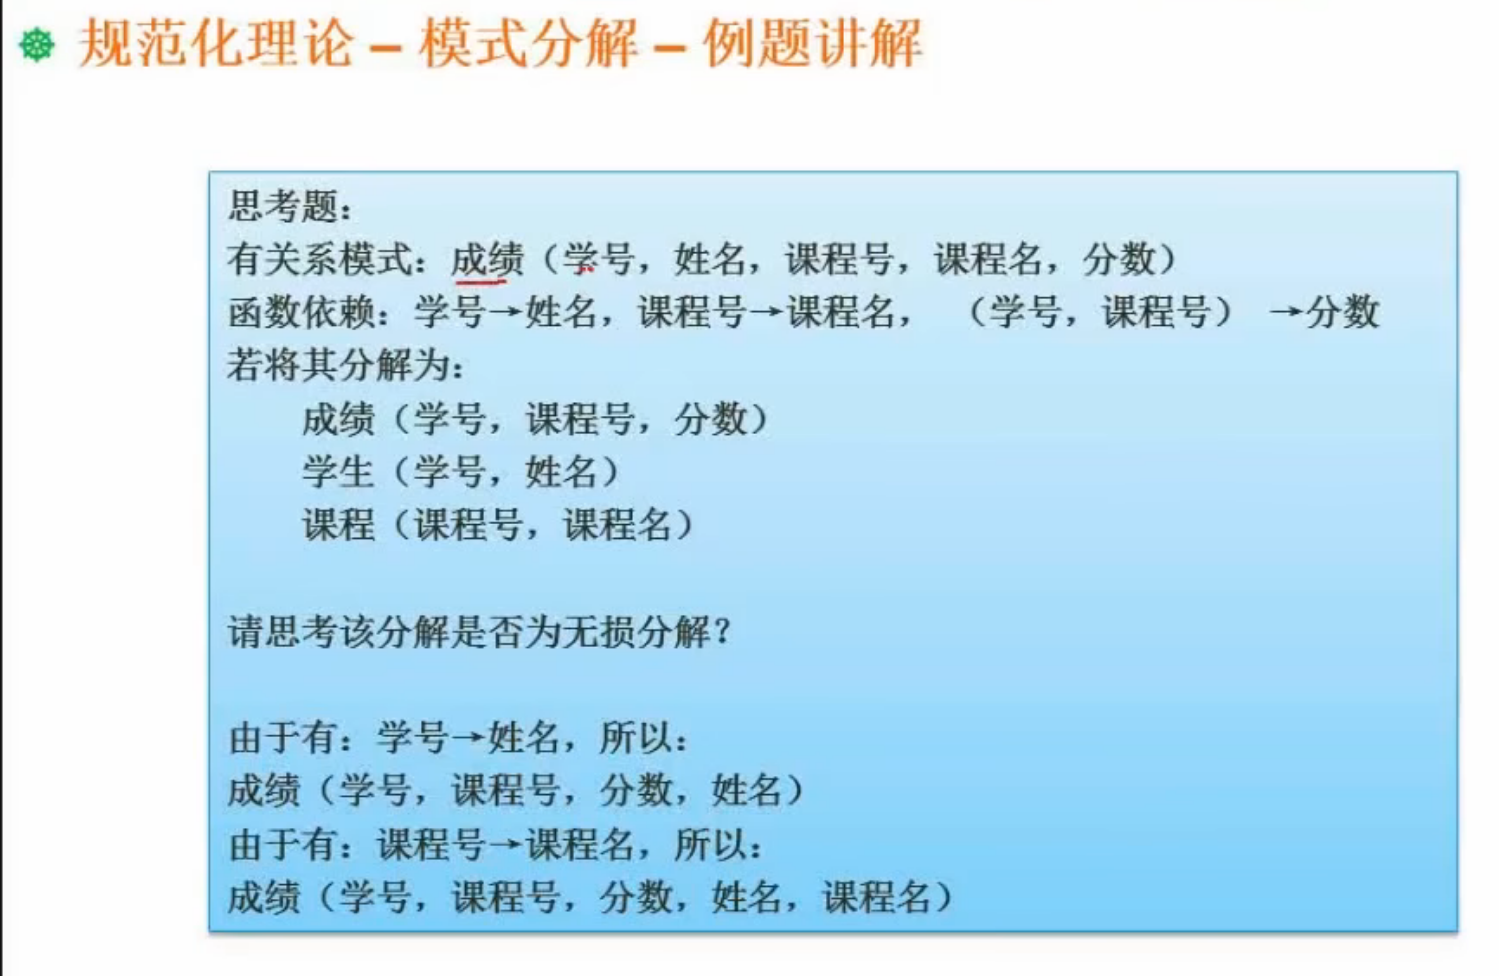 规范化理论 – 模式分解 – 例题讲解
思考题：
有关系模式：成绩（学号，姓名，课程号，课程名，分数）
函数依赖：学号→姓名，课程号→课程名，（学号，课程号）→分数
若将其分解为：
成绩（学号，课程号，分数）
学生（学号，姓名）
课程（课程号，课程名）
请思考该分解是否为无损分解？
由于有：学号→姓名，所以：
成绩（学号，课程号，分数，姓名）
由于有：课程号→课程名，所以：
成绩（学号，课程号，分数，姓名，课程名）